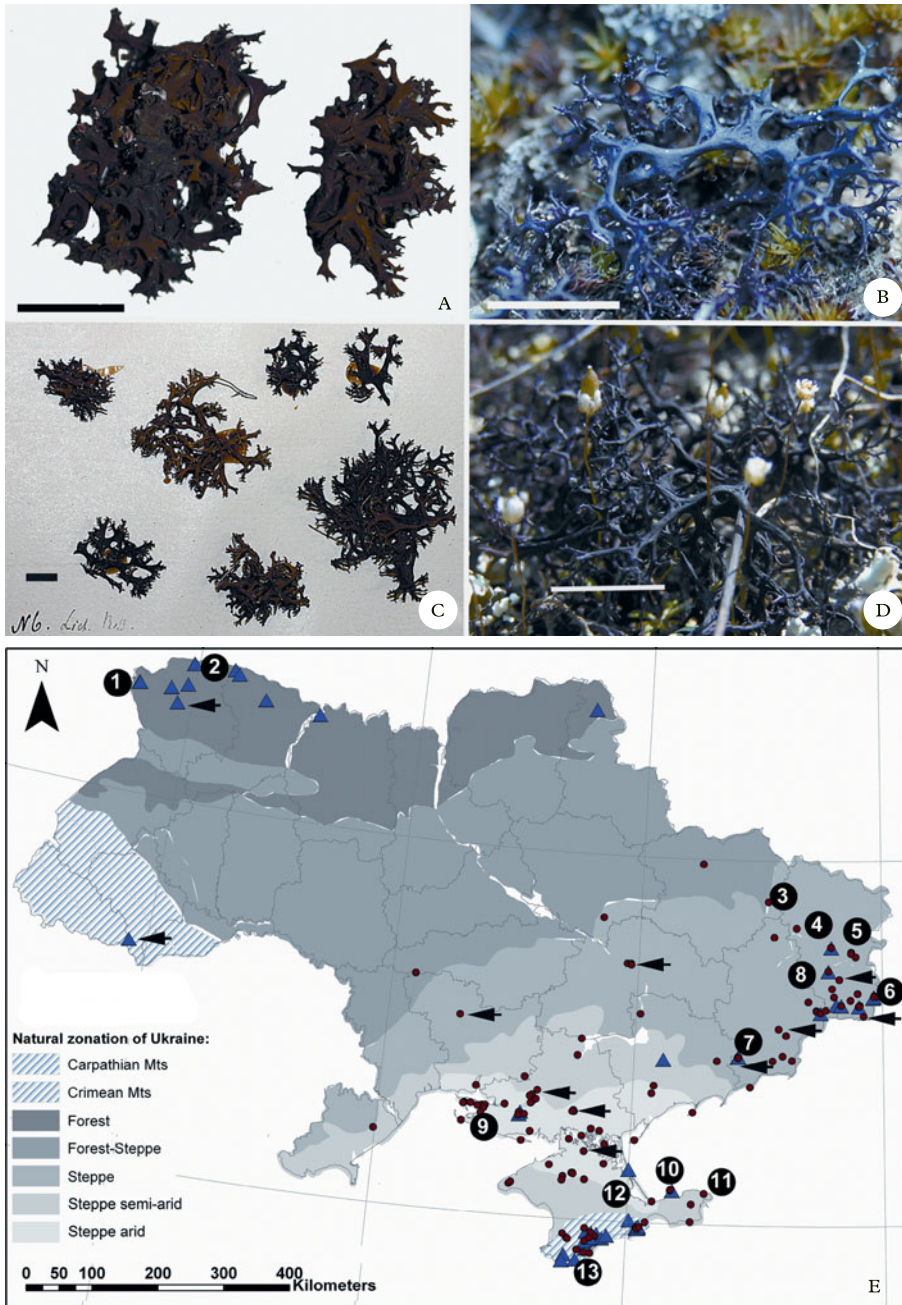 A
B
C
N6. Lich. Ros.
D
N
1
2
3
4
5
8
6
7
9
10
11
12
13
Natural zonation of Ukraine:
Carpathian Mts
Crimean Mts
Forest
Forest-Steppe
Steppe
Steppe semi-arid
Steppe arid
0 50 100 200 300 400
Kilometers
E